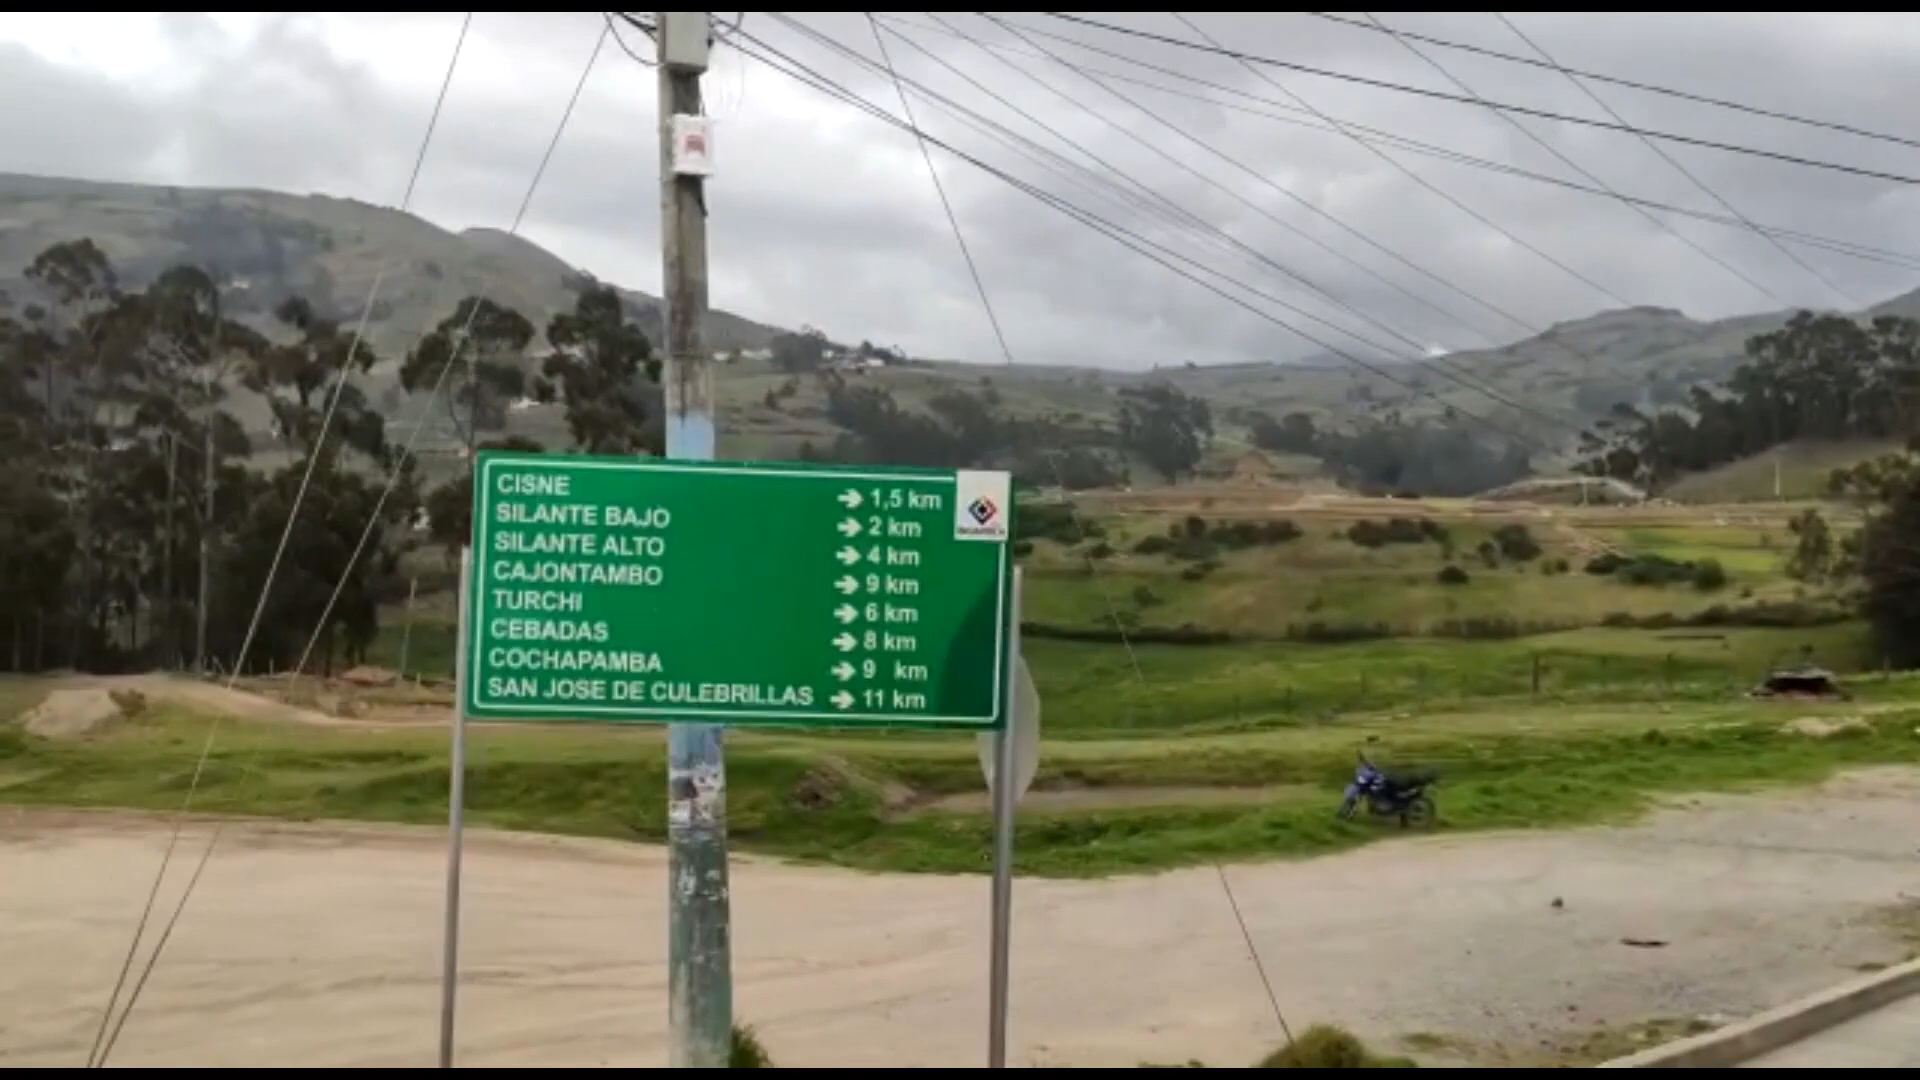 CISNE → 1,5 km
SILANTE BAJO → 2 km
SILANTE ALTO → 4 km
CAJONTAMBO → 9 km
TURCHI → 6 km
CEBADAS → 8 km
COCHAPAMBA → 9 km
SAN JOSE DE CULEBRILLAS → 11 km